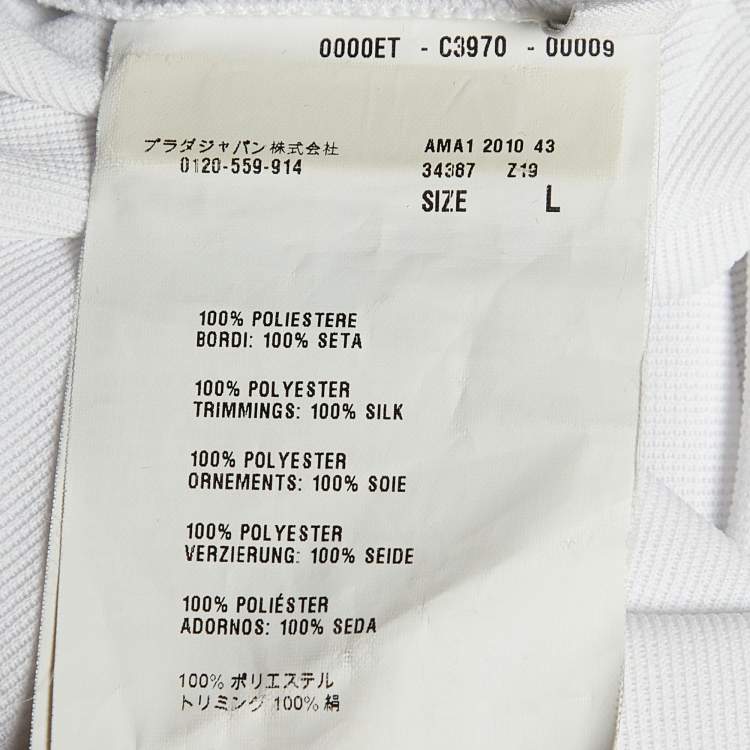 0000ET - C3970 - 00009
プラダジャパン株式会社 AMA1 2010 43
0120-559-914 34387 Z19
SIZE L
100% POLIESTERE
BORDI: 100% SETA
100% POLYESTER
TRIMMINGS: 100% SILK
100% POLYESTER
ORNEMENTS: 100% SOIE
100% POLYESTER
VERZIERUNG: 100% SEIDE
100% POLIÉSTER
ADORNOS: 100% SEDA
100% ポリエステル
トリミング 100% 絹